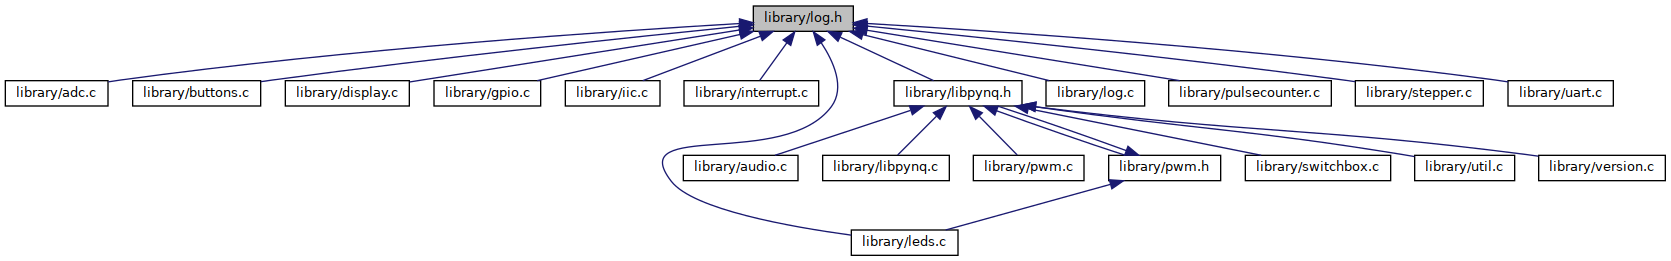 library/log.h
library/adc.c
library/buttons.c
library/display.c
library/gpio.c
library/iic.c
library/interrupt.c
library/libpynq.h
library/log.c
library/pulsecounter.c
library/stepper.c
library/uart.c
library/audio.c
library/libpynq.c
library/pwm.c
library/pwm.h
library/switchbox.c
library/util.c
library/version.c
library/leds.c